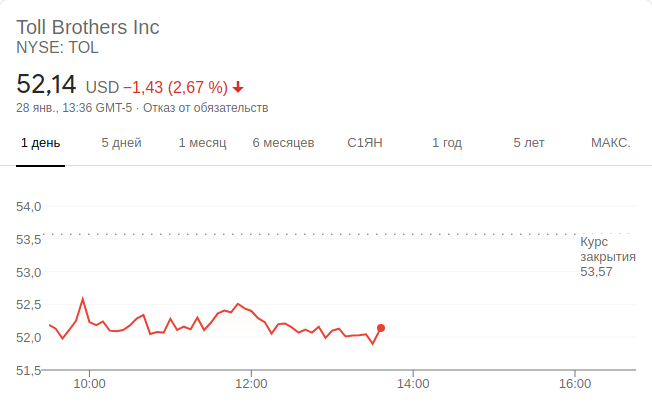 Toll Brothers Inc
NYSE: TOL
52,14 USD −1,43 (2,67 %)
28 янв., 13:36 GMT-5 · Отказ от обязательств
1 день 5 дней 1 месяц 6 месяцев С1ЯН 1 год 5 лет МАКС.
54,0
53,5
Курс
закрытия
53,57
53,0
52,5
52,0
51,5
10:00 12:00 14:00 16:00